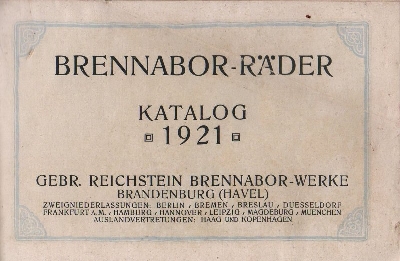 BRENNABOR-RÄDER
KATALOG
1921
GEBR. REICHSTEIN BRENNABOR-WERKE
BRANDENBURG (HAVEL)
ZWEIGNIEDERLASSUNGEN: BERLIN, BREMEN, BRESLAU, DUESSELDORF
FRANKFURT A.M., HAMBURG, HANNOVER, LEIPZIG, MAGDEBURG, MUENCHEN
AUSLANDVERTRETUNGEN: HAAG UND KOPENHAGEN